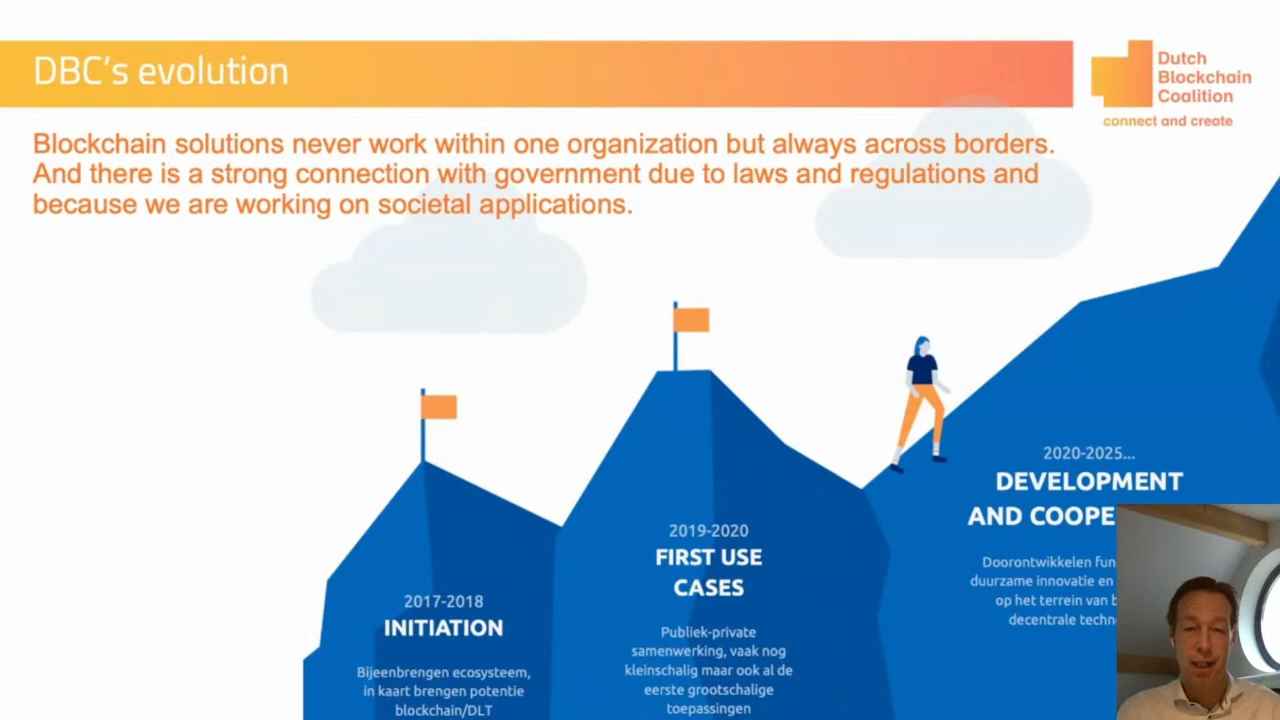 DBC's evolution
Dutch
Blockchain
Coalition
connect and create
Blockchain solutions never work within one organization but always across borders.
And there is a strong connection with government due to laws and regulations and
because we are working on societal applications.
2017-2018
INITIATION
Bijeenbrengen ecosysteem,
in kaart brengen potentie
blockchain/DLT
2019-2020
FIRST USE
CASES
Publiek-private
samenwerking, vaak nog
kleinschalig maar ook al de
eerste grootschalige
toepassingen
2020-2025...
DEVELOPMENT
AND
Doorontwikkelen
duurzame innovatie en
op het terrein van
decentrale